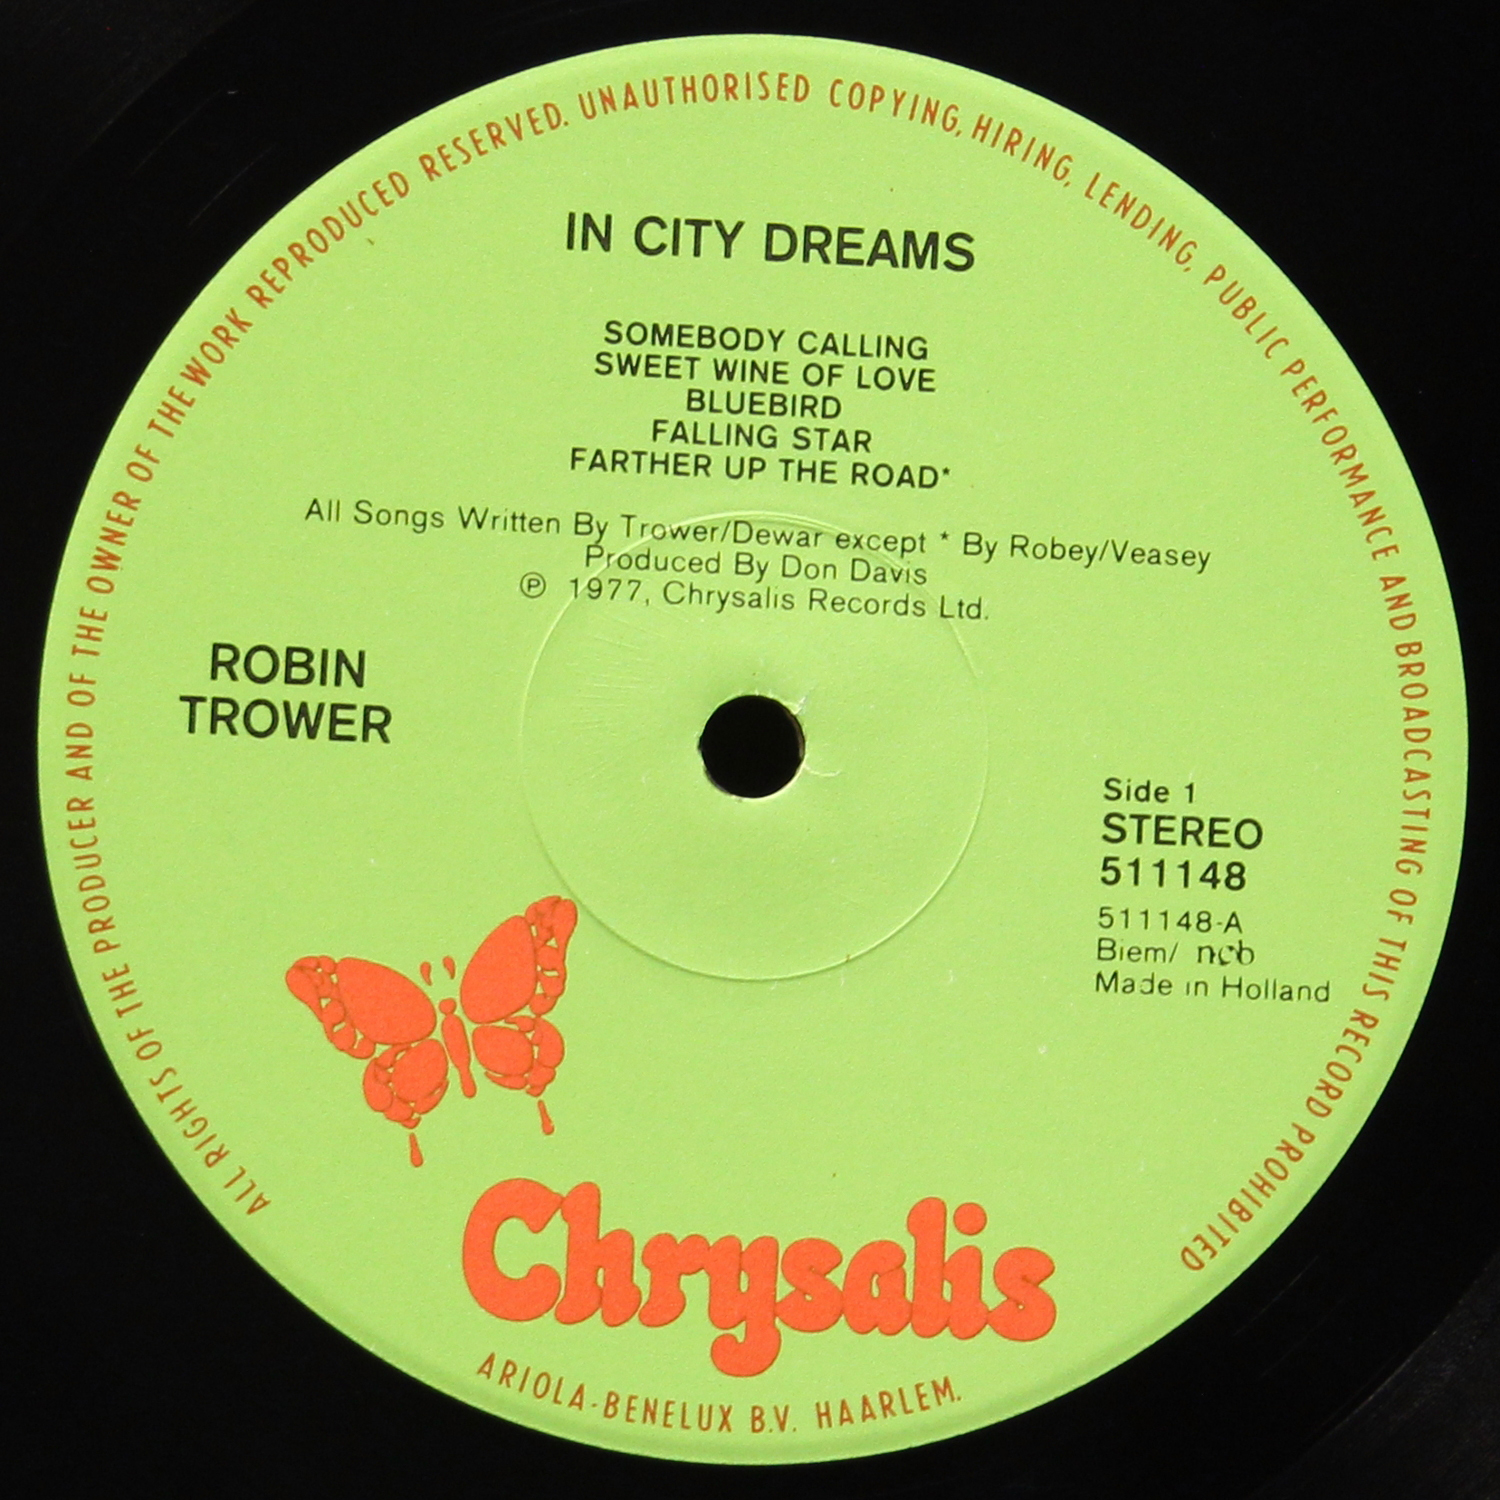 ALL RIGHTS OF THE PRODUCER AND OF THE OWNER OF THE WORK REPRODUCED RESERVED. UNAUTHORISED COPYING, HIRING, LENDING, PUBLIC PERFORMANCE AND BROADCASTING OF THIS RECORD PROHIBITED
IN CITY DREAMS
SOMEBODY CALLING
SWEET WINE OF LOVE
BLUEBIRD
FALLING STAR
FARTHER UP THE ROAD*
All Songs Written By Trower/Dewar except * By Robey/Veasey
Produced By Don Davis
℗ 1977, Chrysalis Records Ltd.
ROBIN
TROWER
Side 1
STEREO
511148
511148-A
Biem/ ncb
Made in Holland
Chrysalis
ARIOLA-BENELUX B.V. HAARLEM.